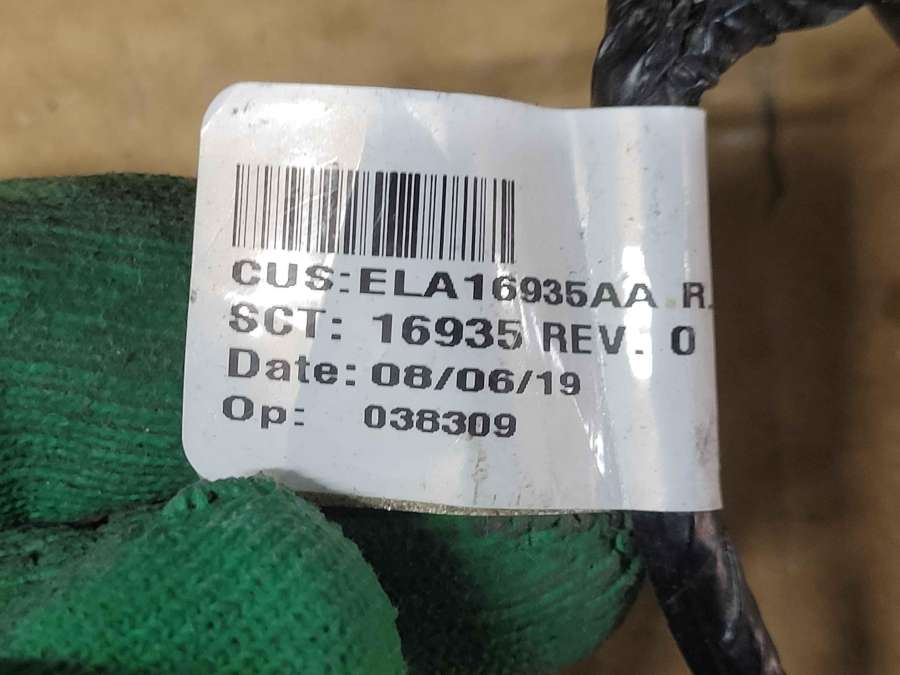 CUS:ELA16935AA R.
SCT: 16935 REV. 0
Date: 08/06/19
Op: 038309